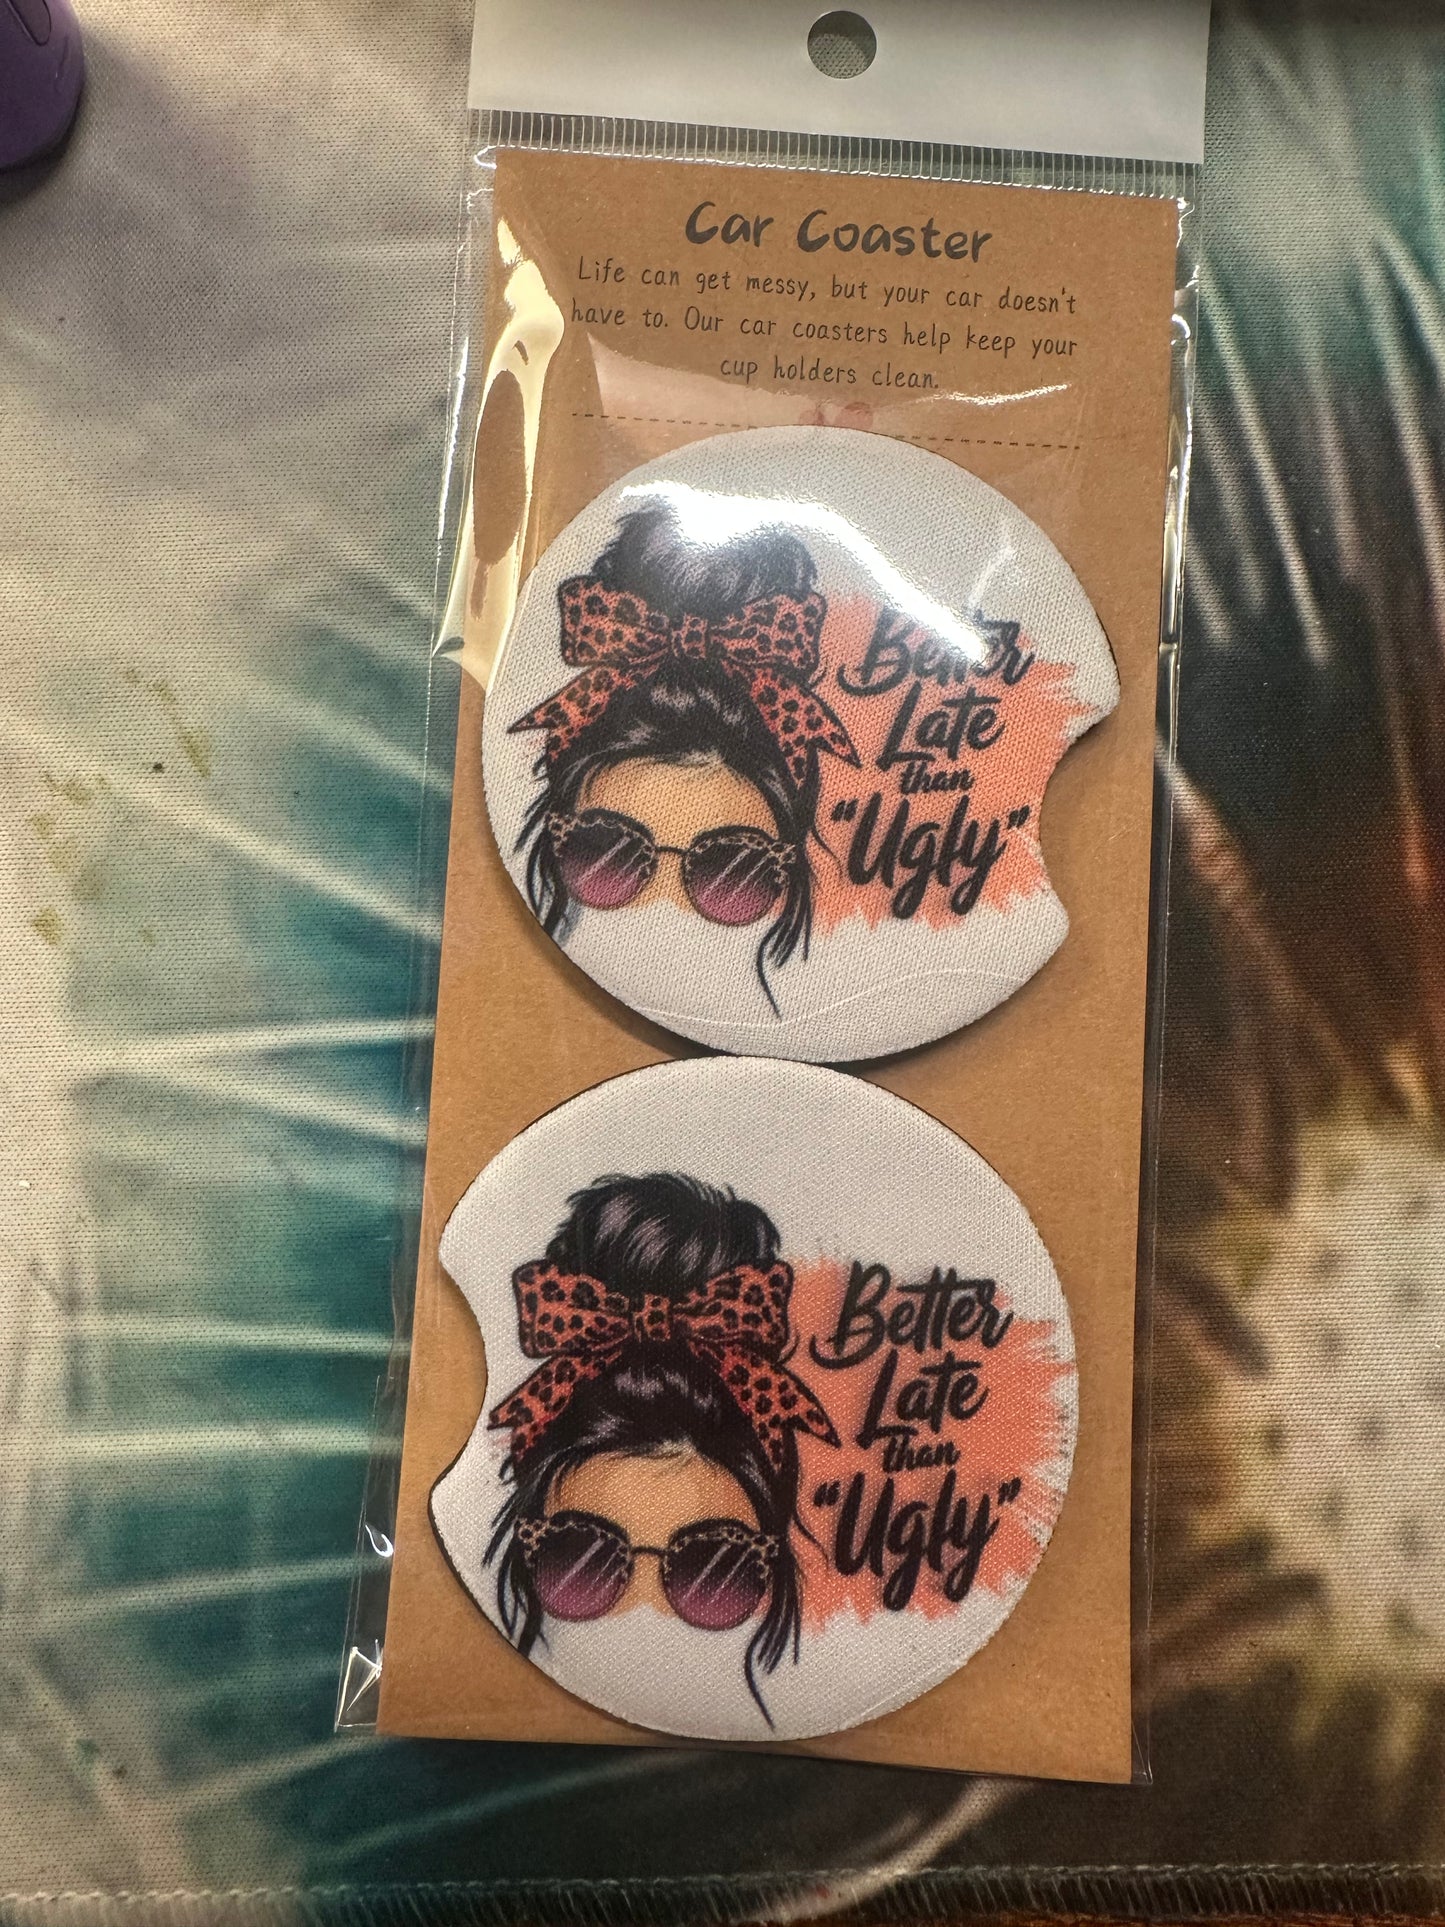 Car Coaster
Life can get messy, but your car doesn't
have to. Our car coasters help keep your
cup holders clean.
Better
Late
than
“Ugly”
Better
Late
than
“Ugly”